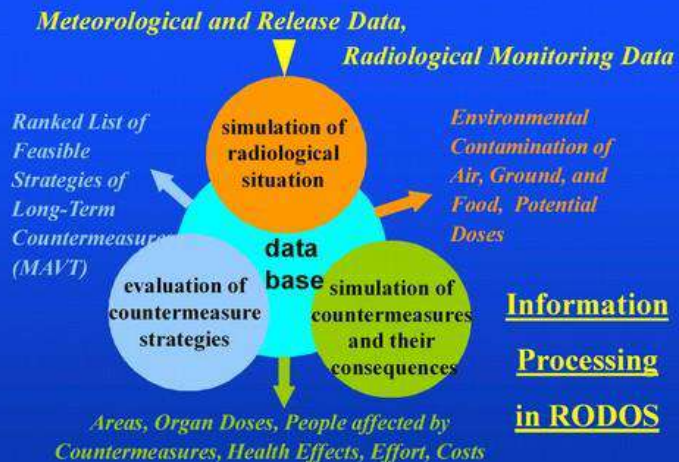 Meteorological and Release Data,
Radiological Monitoring Data
simulation of
radiological
situation
Ranked List of
Feasible
Strategies of
Long-Term
Countermeasure
(MAVT)
Environmental
Contamination of
Air, Ground, and
Food, Potential
Doses
data
base
evaluation of
countermeasure
strategies
simulation of
countermeasures
and their
consequences
Information
Processing
in RODOS
Areas, Organ Doses, People affected by
Countermeasures, Health Effects, Effort, Costs